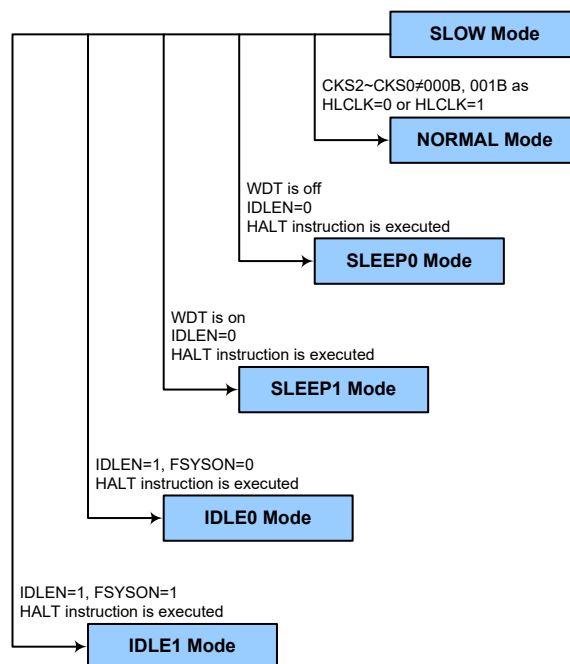 SLOW Mode
CKS2~CKS0≠000B, 001B as
HLCLK=0 or HLCLK=1
NORMAL Mode
WDT is off
IDLEN=0
HALT instruction is executed
SLEEP0 Mode
WDT is on
IDLEN=0
HALT instruction is executed
SLEEP1 Mode
IDLEN=1, FSYSON=0
HALT instruction is executed
IDLE0 Mode
IDLEN=1, FSYSON=1
HALT instruction is executed
IDLE1 Mode